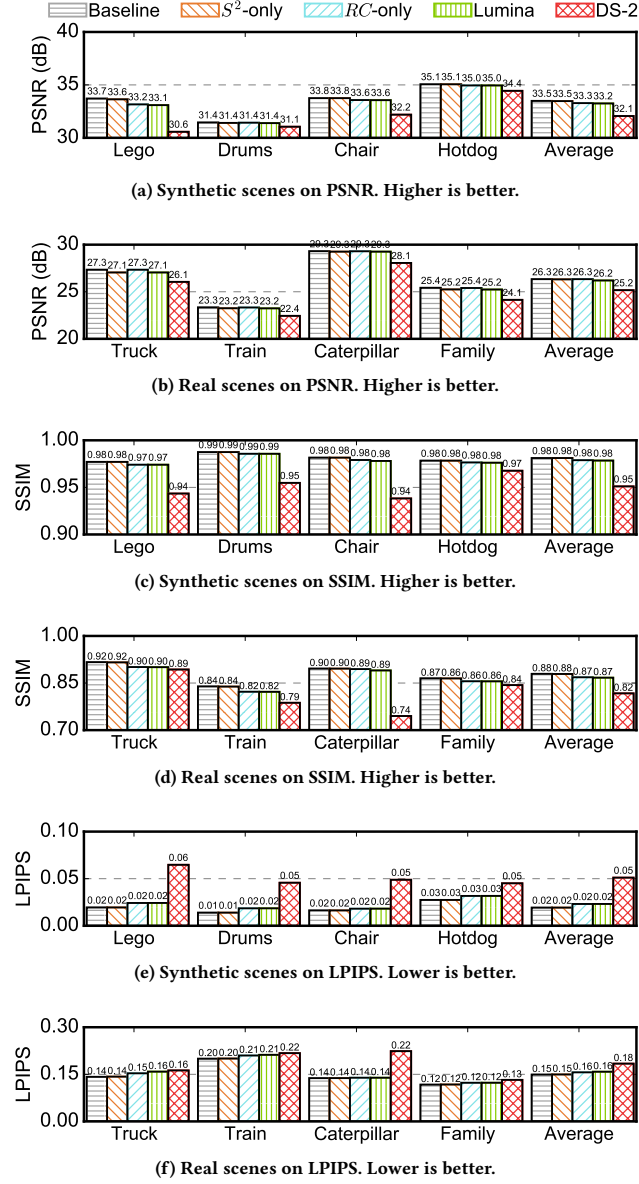 Baseline S²-only RC-only Lumina DS-2
PSNR (dB)
35
30
33.7 33.6 33.2 33.1 30.6 31.4 31.4 31.4 31.4 31.1 33.8 33.8 33.6 33.6 32.2 35.1 35.1 35.0 35.0 34.4 33.5 33.5 33.3 33.2 32.1
Lego Drums Chair Hotdog Average
(a) Synthetic scenes on PSNR. Higher is better.
PSNR (dB)
30
25
20
27.3 27.1 27.3 27.1 26.1 23.3 23.2 23.3 23.2 22.4 29.3 29.3 29.3 29.3 28.1 25.4 25.2 25.4 25.2 24.1 26.3 26.3 26.3 26.2 25.2
Truck Train Caterpillar Family Average
(b) Real scenes on PSNR. Higher is better.
SSIM
1.00
0.95
0.90
0.98 0.98 0.97 0.97 0.94 0.99 0.99 0.99 0.99 0.95 0.98 0.98 0.98 0.98 0.94 0.98 0.98 0.98 0.98 0.97 0.98 0.98 0.98 0.98 0.95
Lego Drums Chair Hotdog Average
(c) Synthetic scenes on SSIM. Higher is better.
SSIM
1.00
0.85
0.70
0.92 0.92 0.90 0.90 0.89 0.84 0.84 0.82 0.82 0.79 0.90 0.90 0.89 0.89 0.74 0.87 0.86 0.86 0.86 0.84 0.88 0.88 0.87 0.87 0.82
Truck Train Caterpillar Family Average
(d) Real scenes on SSIM. Higher is better.
LPIPS
0.10
0.05
0.00
0.02 0.02 0.02 0.02 0.06 0.01 0.01 0.02 0.02 0.05 0.02 0.02 0.02 0.02 0.05 0.03 0.03 0.03 0.03 0.05 0.02 0.02 0.02 0.02 0.05
Lego Drums Chair Hotdog Average
(e) Synthetic scenes on LPIPS. Lower is better.
LPIPS
0.30
0.15
0.00
0.14 0.14 0.15 0.16 0.16 0.20 0.20 0.21 0.21 0.22 0.14 0.14 0.14 0.14 0.22 0.12 0.12 0.12 0.12 0.13 0.15 0.15 0.16 0.16 0.18
Truck Train Caterpillar Family Average
(f) Real scenes on LPIPS. Lower is better.